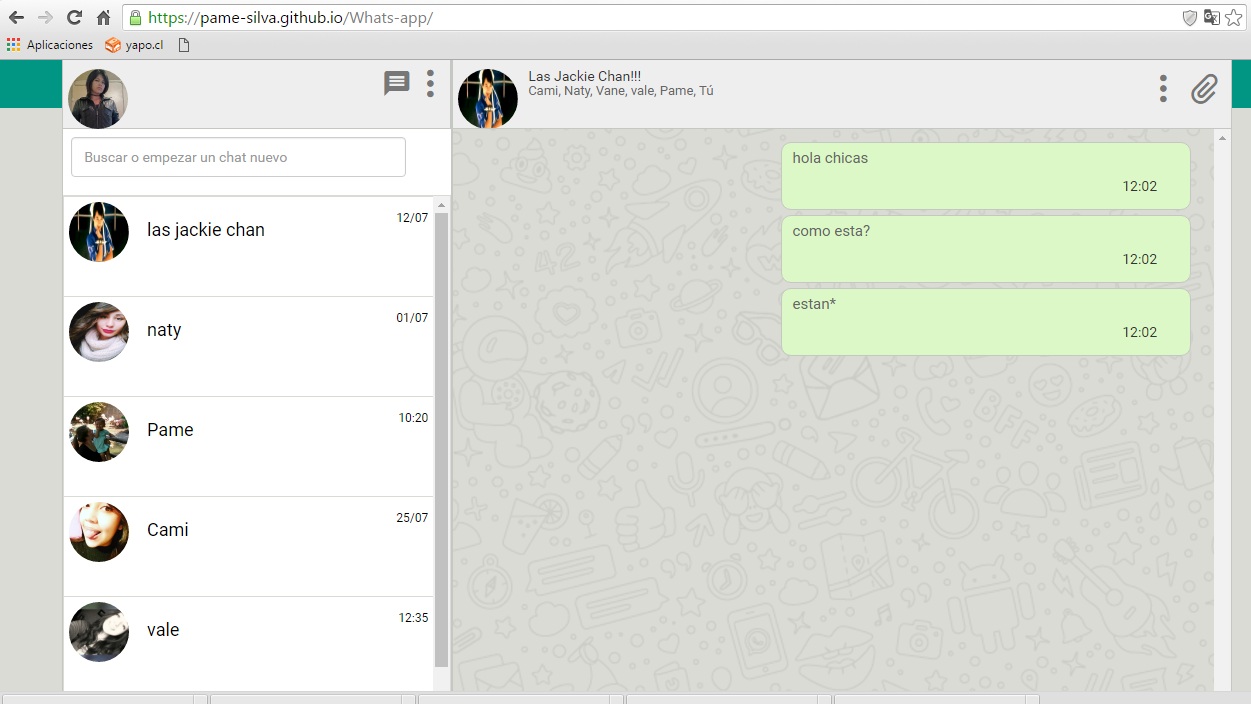 https://pame-silva.github.io/Whats-app/
Aplicaciones yapo.cl
Las Jackie Chan!!!
Cami, Naty, Vane, vale, Pame, Tú
Buscar o empezar un chat nuevo
las jackie chan 12/07
naty 01/07
Pame 10:20
Cami 25/07
vale 12:35
hola chicas
12:02
como esta?
12:02
estan*
12:02